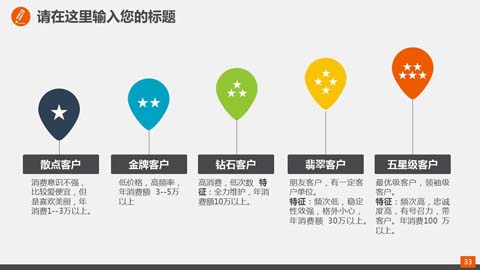 请在这里输入您的标题
散点客户
消费意识不强，
比较爱便宜，但
是喜欢美丽，年
消费1--3万以上。
金牌客户
低价格，高频率，
年消费额 3--5万
以上
钻石客户
高消费，低次数 特
征：全力维护，年消
费额10万以上。
翡翠客户
朋友客户，有一定客
户单位。
特征：频次低，稳定
性效强，格外小心，
年消费额 30万以上。
五星级客户
最优级客户，领袖级
客户。
特征：频次高，忠诚
度高，有号召力，带
客户。年消费100 万
以上。
33